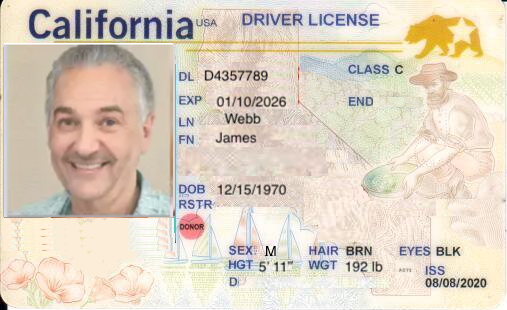 California USA DRIVER LICENSE
DL D4357789 CLASS C
EXP 01/10/2026 END
LN Webb
FN James
DOB 12/15/1970
RSTR
DONOR
SEX M HAIR BRN EYES BLK
HGT 5' 11" WGT 192 lb ISS
D: 08/08/2020